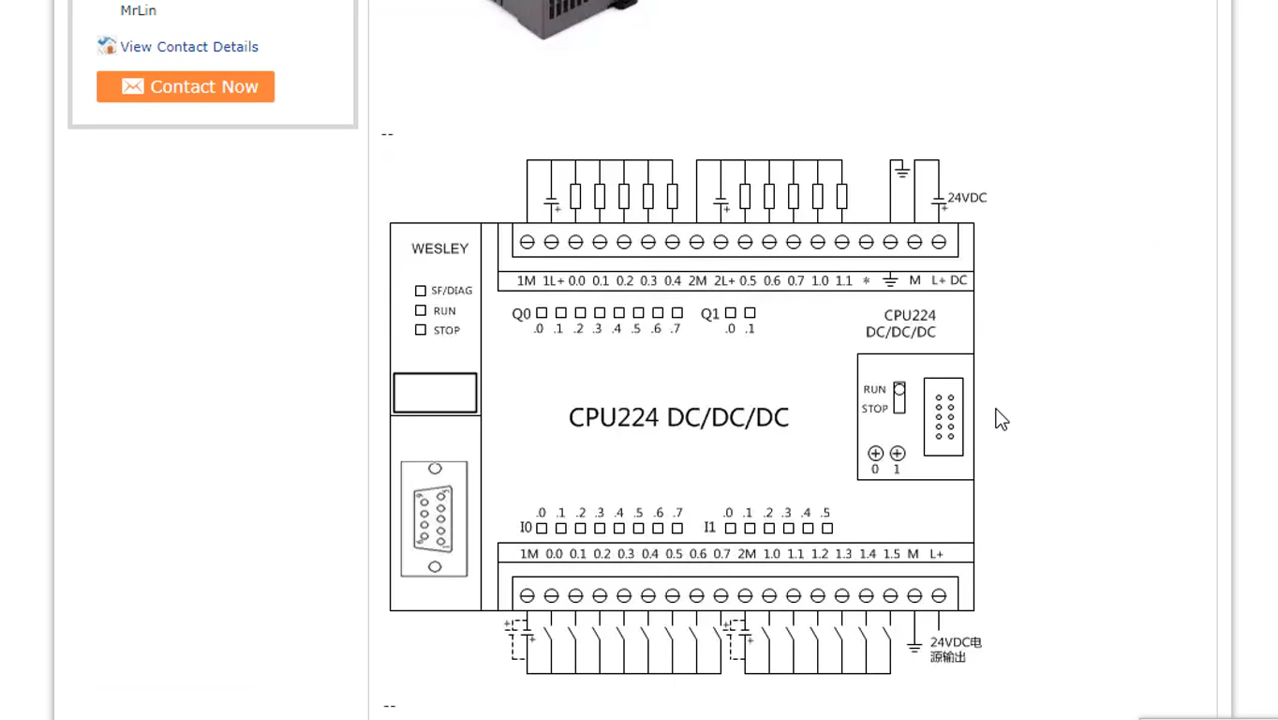 MrLin
View Contact Details
Contact Now
--
24VDC
WESLEY
1M 1L+ 0.0 0.1 0.2 0.3 0.4 2M 2L+ 0.5 0.6 0.7 1.0 1.1 * M L+ DC
SF/DIAG
RUN
STOP
Q0 .0 .1 .2 .3 .4 .5 .6 .7
Q1 .0 .1
CPU224
DC/DC/DC
RUN
STOP
0 1
CPU224 DC/DC/DC
I0 .0 .1 .2 .3 .4 .5 .6 .7
I1 .0 .1 .2 .3 .4 .5
1M 0.0 0.1 0.2 0.3 0.4 0.5 0.6 0.7 2M 1.0 1.1 1.2 1.3 1.4 1.5 M L+
24VDC电
源输出
--